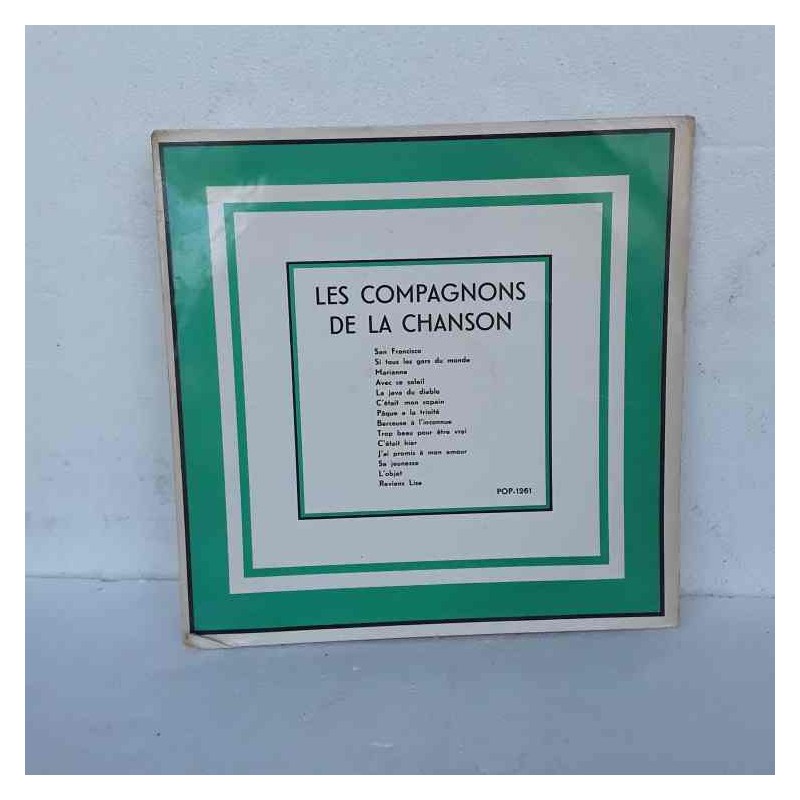 LES COMPAGNONS
DE LA CHANSON
San Francisco
Si tous les gars du monde
Marianne
Avec ce soleil
La java du diable
C'était mon copain
Pâque a la trinité
Berceuse à l'inconnue
Trop beau pour être vrai
C'était hier
J'ai promis à mon amour
Sa jeunesse
L'objet
Reviens Lise
POP-1261